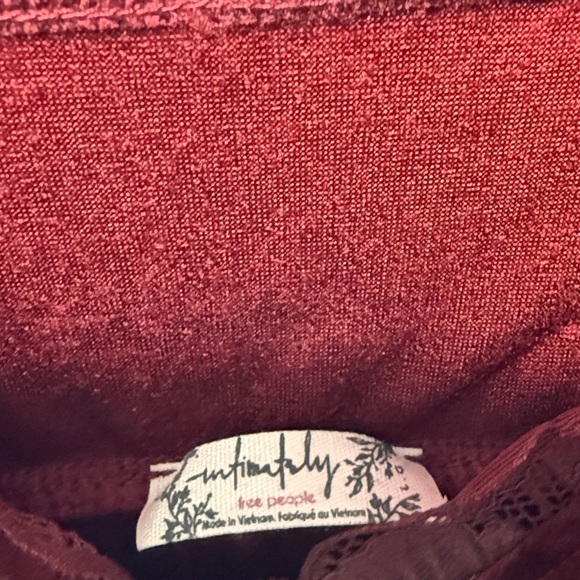 intimately
free people
Made in Vietnam. Fabriqué au Vietnam